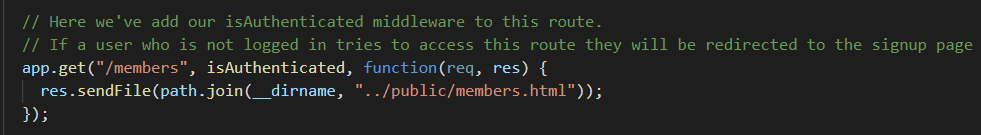 // Here we've add our isAuthenticated middleware to this route.
// If a user who is not logged in tries to access this route they will be redirected to the signup page
app.get("/members", isAuthenticated, function(req, res) {
  res.sendFile(path.join(__dirname, "../public/members.html"));
});